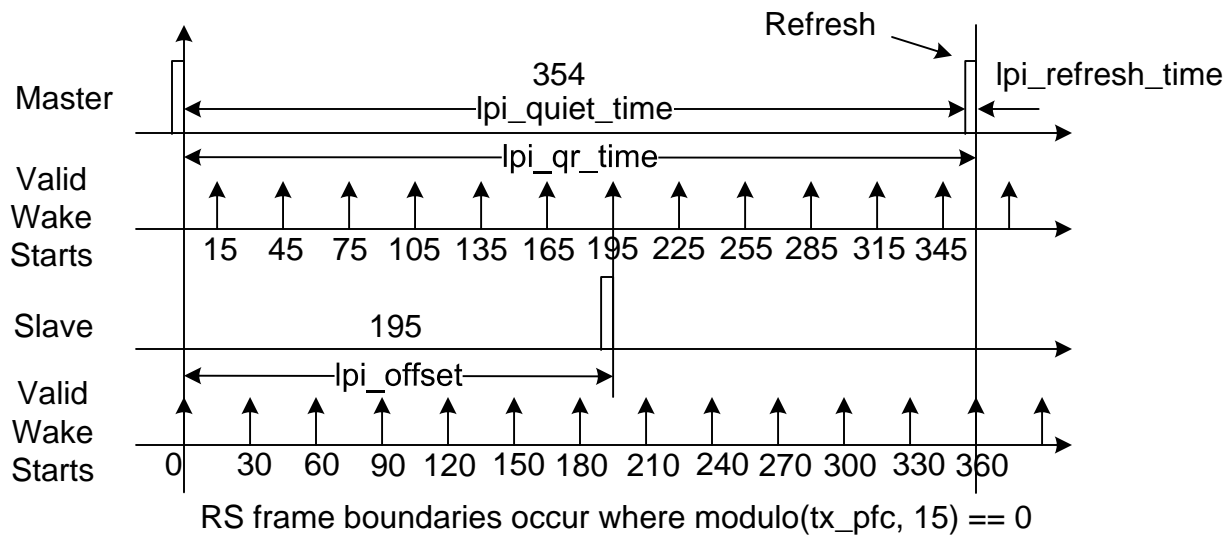 Refresh
354
lpi_refresh_time
Master
lpi_quiet_time
lpi_qr_time
Valid
Wake
Starts
15 45 75 105 135 165 195 225 255 285 315 345
Slave
195
lpi_offset
Valid
Wake
Starts
0 30 60 90 120 150 180 210 240 270 300 330 360
RS frame boundaries occur where modulo(tx_pfc, 15) == 0